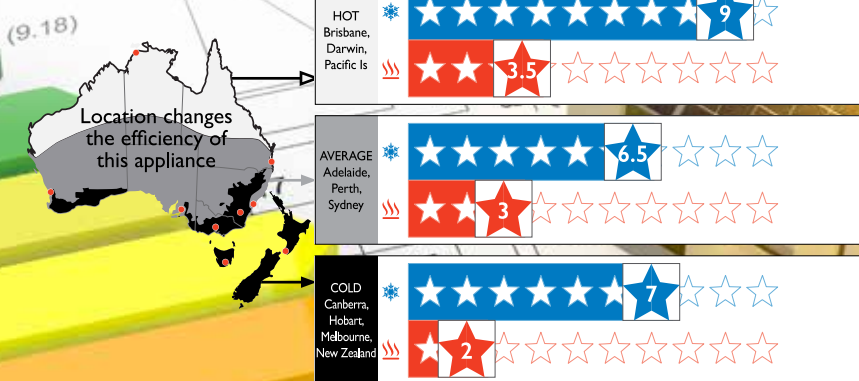 (9.18)
Location changes
the efficiency of
this appliance
HOT
Brisbane,
Darwin,
Pacific Is
9
3.5
AVERAGE
Adelaide,
Perth,
Sydney
6.5
3
COLD
Canberra,
Hobart,
Melbourne,
New Zealand
7
2